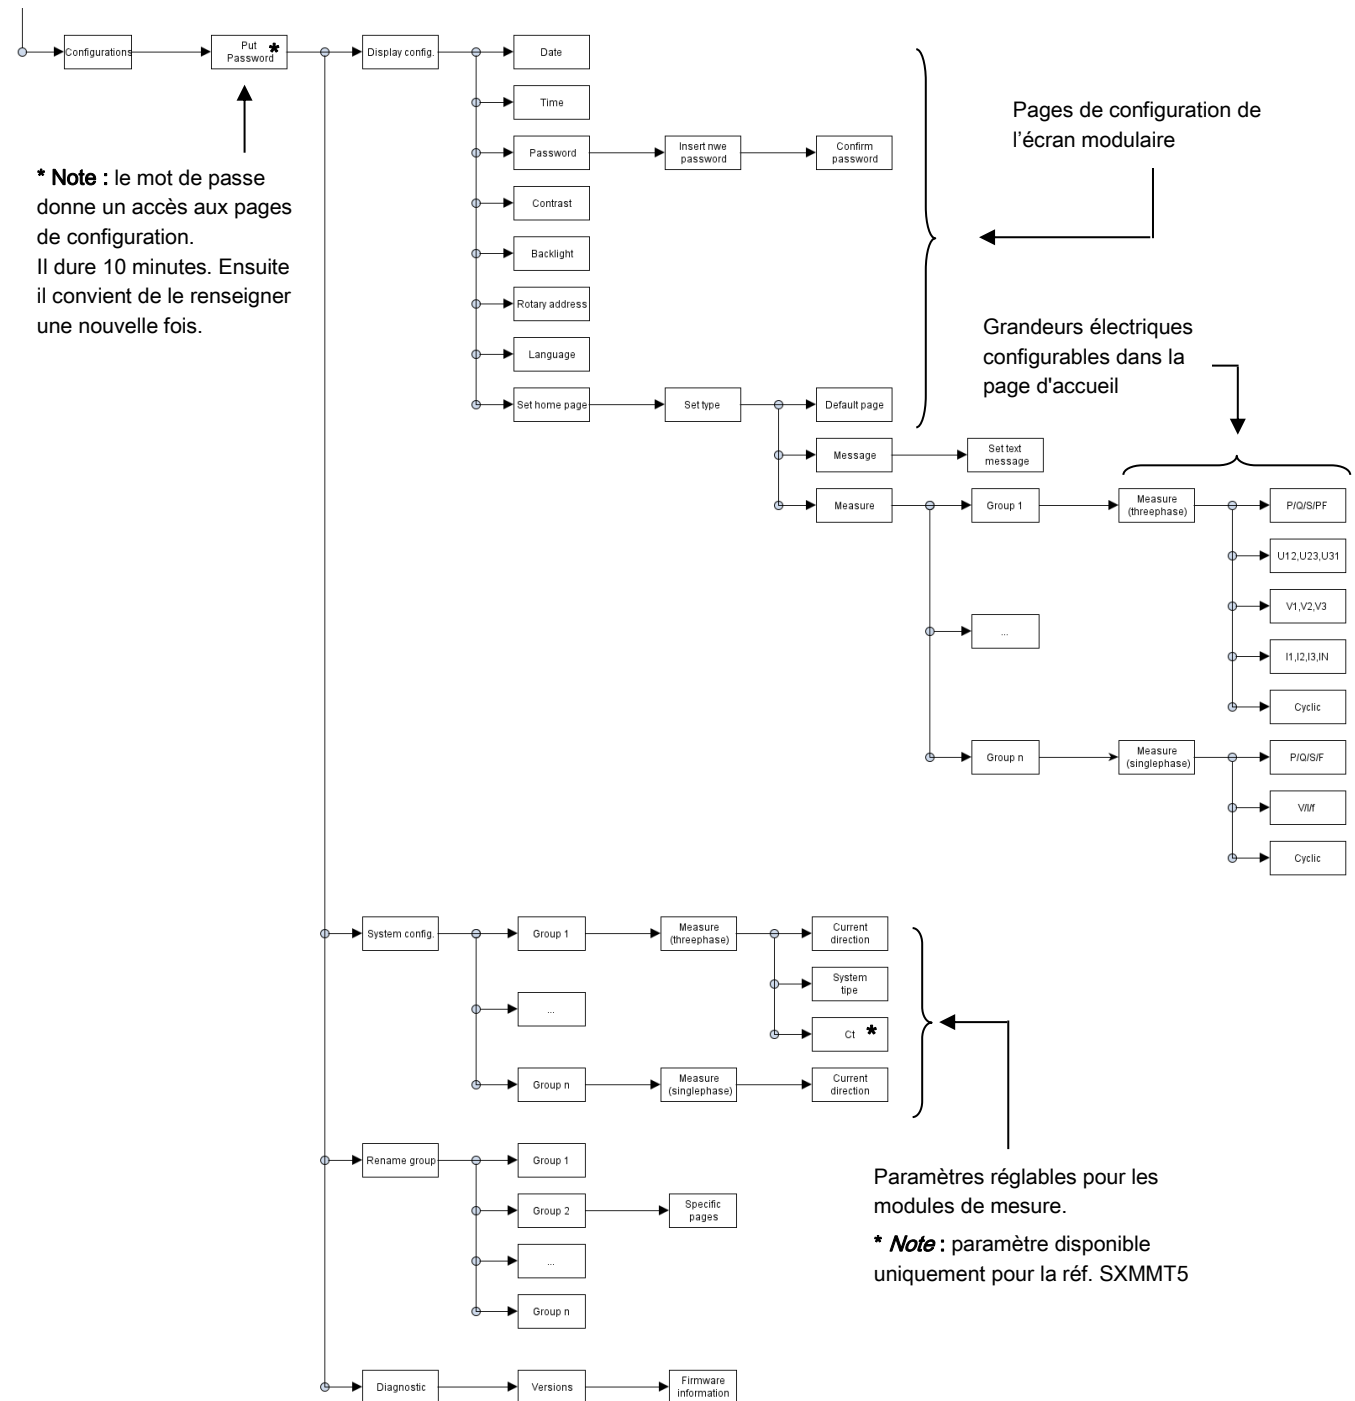 Configurations
Put
Password *
Display config.
Date
Time
Password
Insert nwe
password
Confirm
password
Contrast
Backlight
Rotary address
Language
Set home page
Set type
Default page
Message
Set text
message
Measure
Group 1
Measure
(threephase)
P/Q/S/PF
U12,U23,U31
V1,V2,V3
I1,I2,I3,IN
Cyclic
...
Group n
Measure
(singlephase)
P/Q/S/F
V/I/f
Cyclic
* Note : le mot de passe
donne un accès aux pages
de configuration.
Il dure 10 minutes. Ensuite
il convient de le renseigner
une nouvelle fois.
Pages de configuration de
l’écran modulaire
Grandeurs électriques
configurables dans la
page d'accueil
System config.
Group 1
Measure
(threephase)
Current
direction
System
tipe
Ct *
...
Group n
Measure
(singlephase)
Current
direction
Paramètres réglables pour les
modules de mesure.
* Note : paramètre disponible
uniquement pour la réf. SXMMT5
Rename group
Group 1
Group 2
Specific
pages
...
Group n
Diagnostic
Versions
Firmware
information